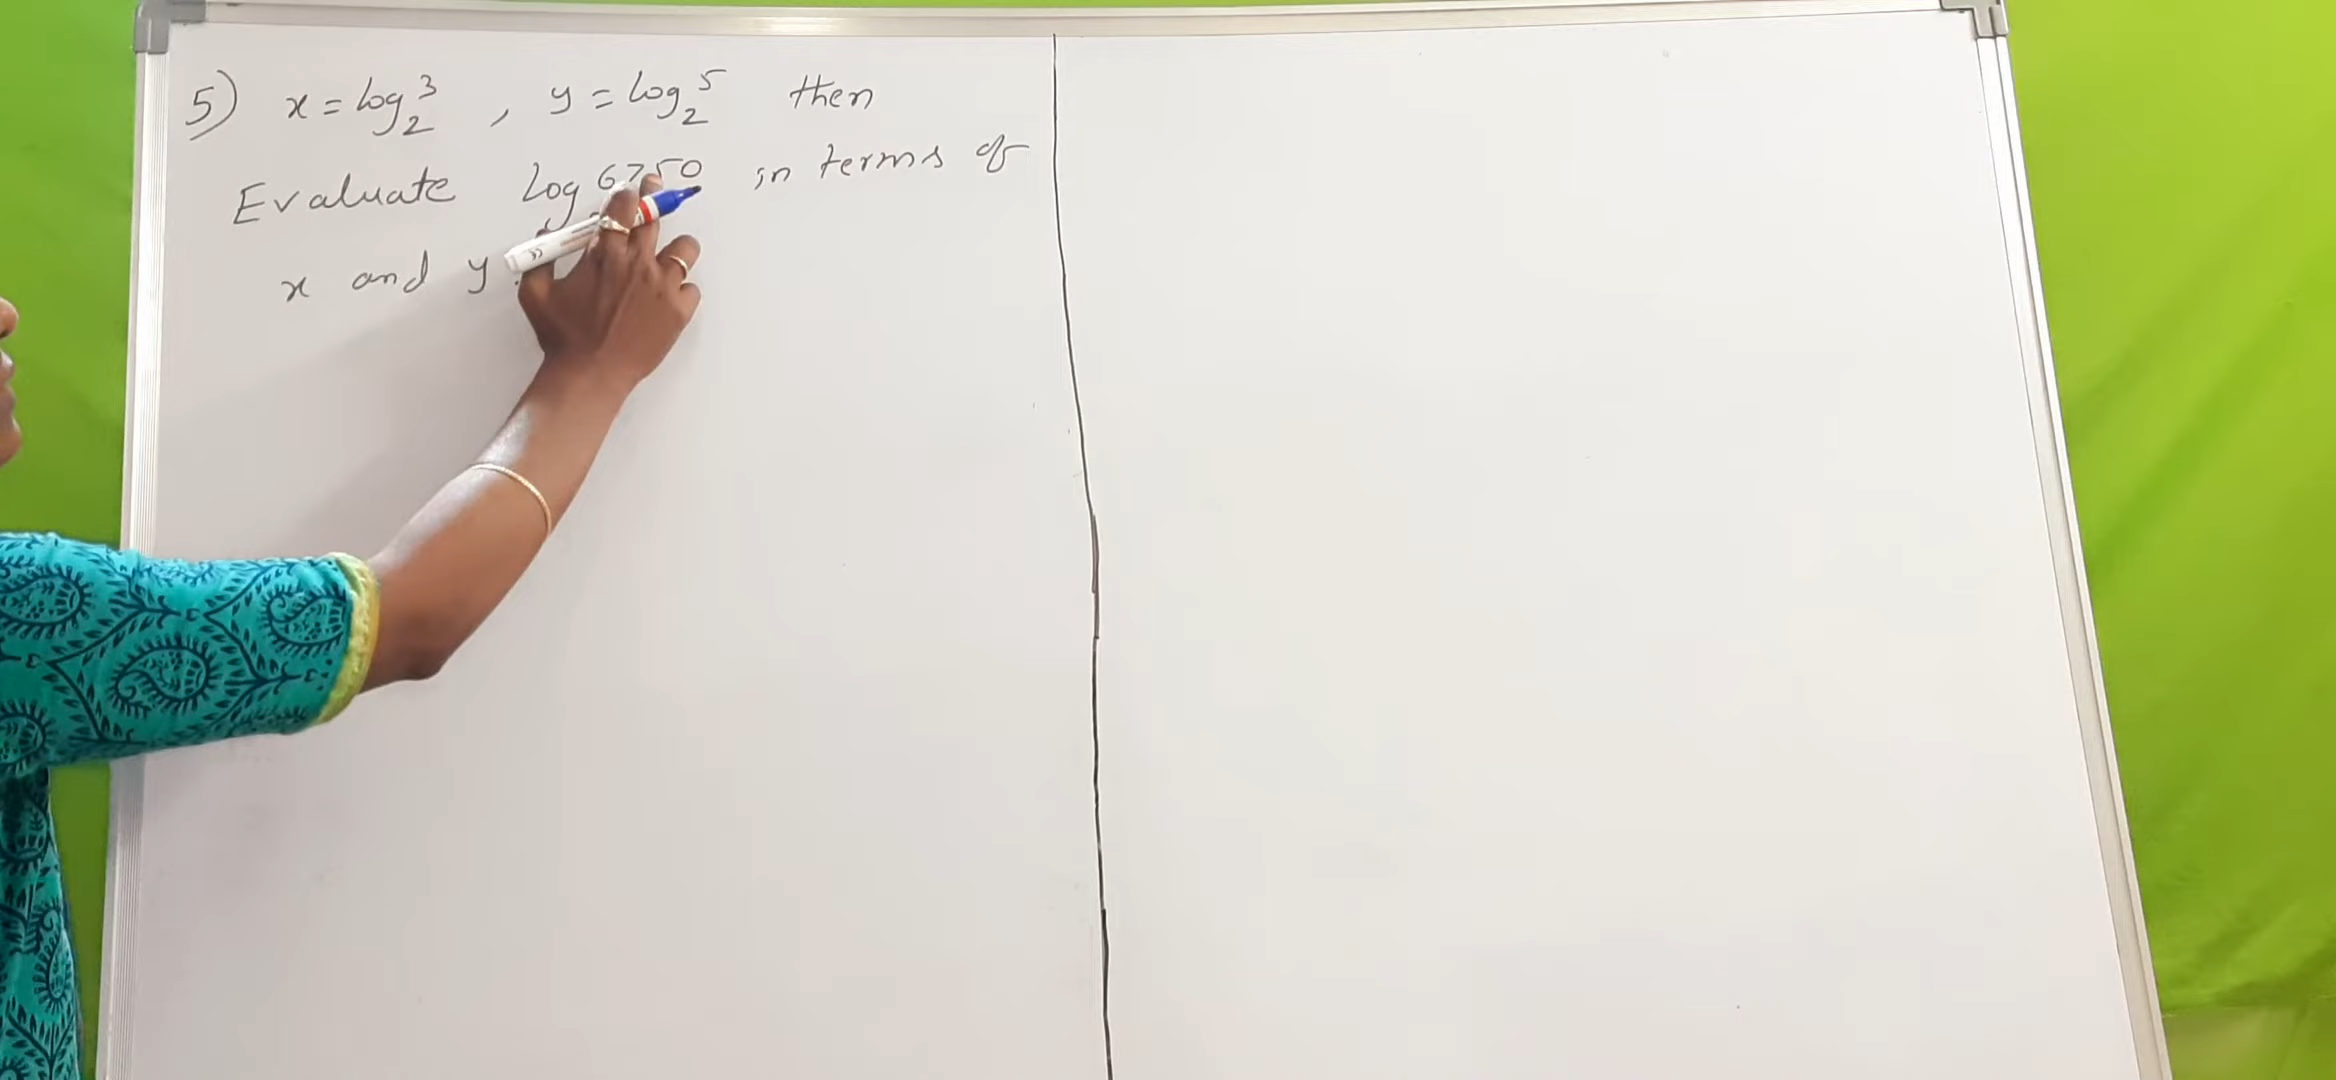 5) x = log₂³ , y = log₂⁵ then
Evaluate log 6750 in terms of
x and y